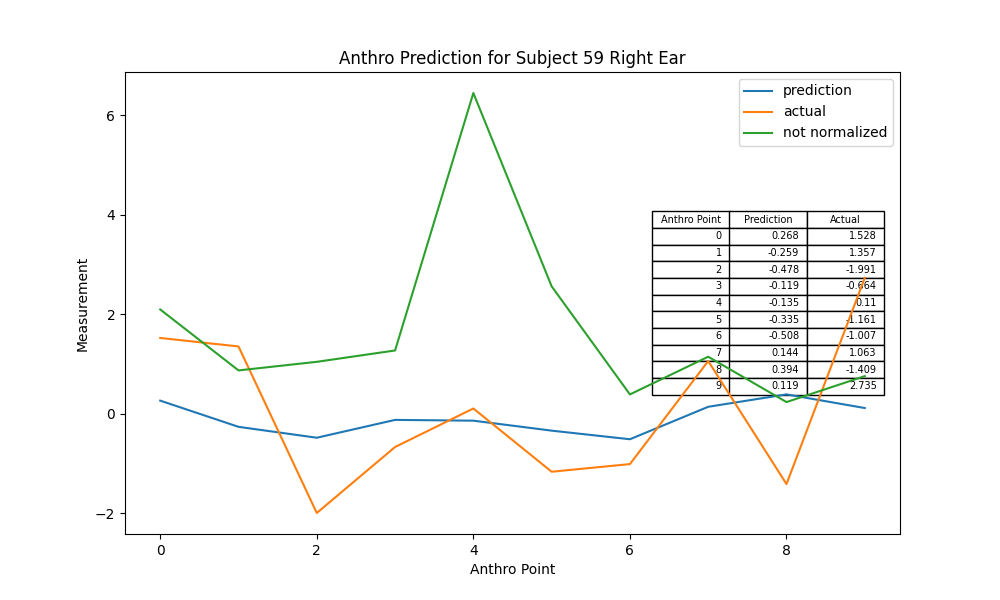 Anthro Prediction for Subject 59 Right Ear
prediction
actual
not normalized
6
4
2
0
−2
Measurement
Anthro Point Prediction Actual
0 0.268 1.528
1 -0.259 1.357
2 -0.478 -1.991
3 -0.119 -0.664
4 -0.135 0.11
5 -0.335 -1.161
6 -0.508 -1.007
7 0.144 1.063
8 0.394 -1.409
9 0.119 2.735
0 2 4 6 8
Anthro Point